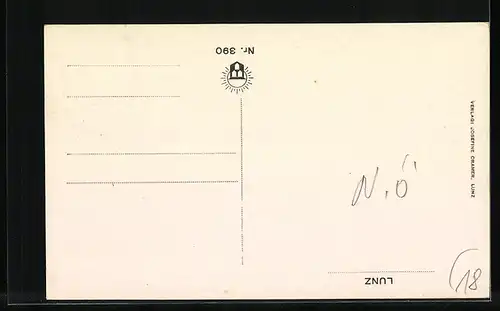 Nr. 390
VERLAG: JOSEFINE CRAMER, LUNZ
N.Ö
LUNZ
(18